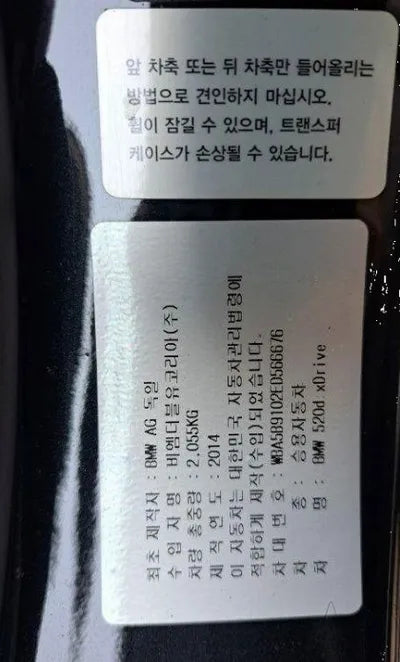 앞 차축 또는 뒤 차축만 들어올리는
방법으로 견인하지 마십시오.
휠이 잠길 수 있으며, 트랜스퍼
케이스가 손상될 수 있습니다.
최초 제작자 : BMW AG 독일
수 입 자 명 : 비엠더블유코리아(주)
차량 총중량 : 2,055KG
제 작 연 도 : 2014
이 자동차는 대한민국 자동차관리법령에
적합하게 제작(수입)되었습니다.
차 대 번 호 : WBA5B9102ED566676
차 종 : 승용자동차
차 명 : BMW 520d xDrive